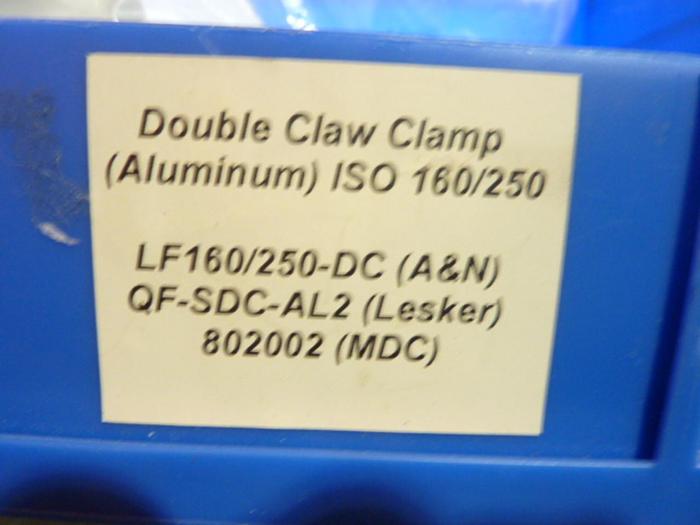 Double Claw Clamp
(Aluminum) ISO 160/250
LF160/250-DC (A&N)
QF-SDC-AL2 (Lesker)
802002 (MDC)